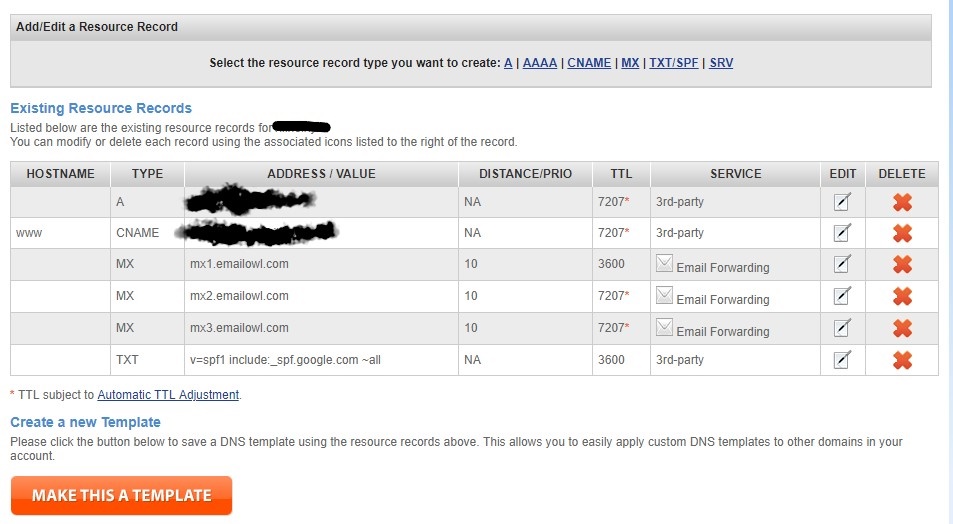 Add/Edit a Resource Record
Select the resource record type you want to create: A | AAAA | CNAME | MX | TXT/SPF | SRV
Existing Resource Records
Listed below are the existing resource records for
You can modify or delete each record using the associated icons listed to the right of the record.
HOSTNAME TYPE ADDRESS / VALUE DISTANCE/PRIO TTL SERVICE EDIT DELETE
A NA 7207* 3rd-party
www CNAME NA 7207* 3rd-party
MX mx1.emailowl.com 10 3600 Email Forwarding
MX mx2.emailowl.com 10 7207* Email Forwarding
MX mx3.emailowl.com 10 7207* Email Forwarding
TXT v=spf1 include:_spf.google.com ~all NA 3600 3rd-party
* TTL subject to Automatic TTL Adjustment.
Create a new Template
Please click the button below to save a DNS template using the resource records above. This allows you to easily apply custom DNS templates to other domains in your
account.
MAKE THIS A TEMPLATE